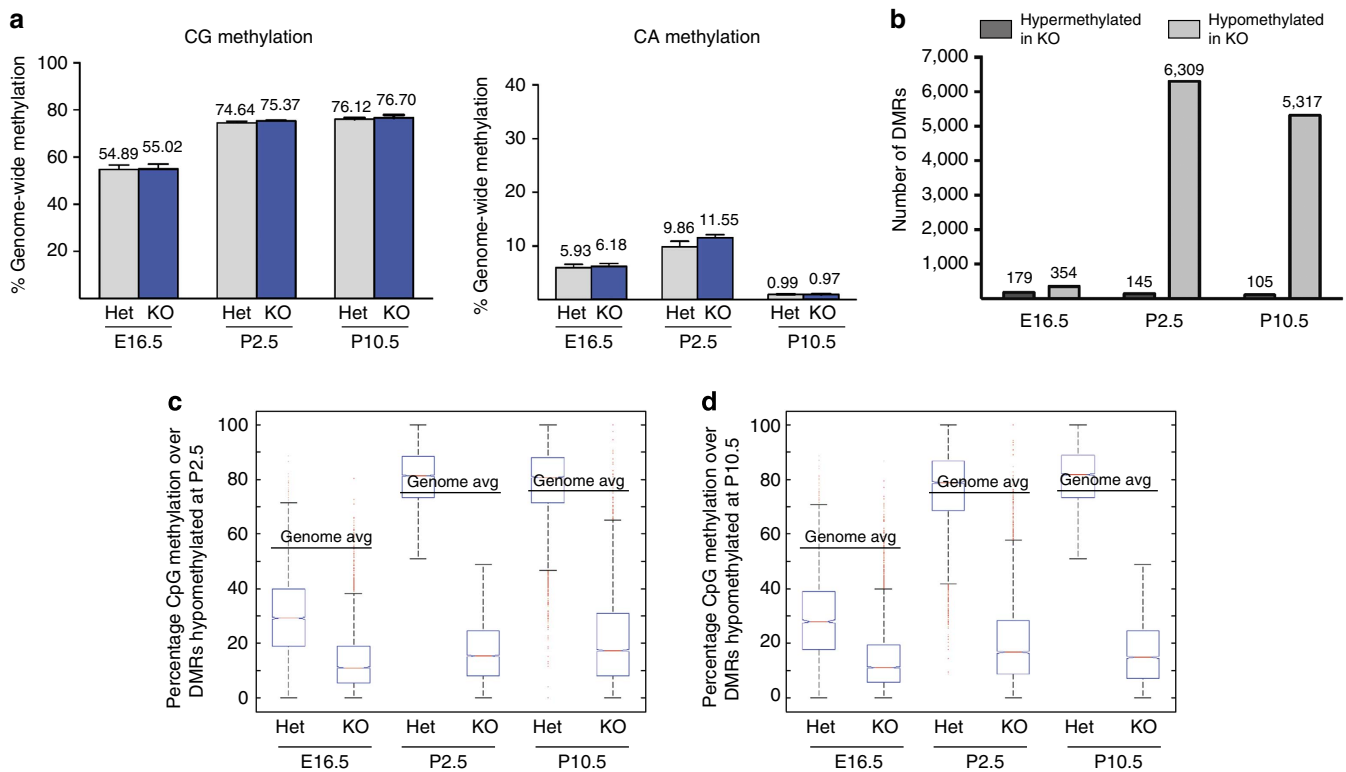 a
CG methylation
% Genome-wide methylation
100
80
60
40
20
54.89 55.02
74.64 75.37
76.12 76.70
Het KO Het KO Het KO
E16.5 P2.5 P10.5
CA methylation
% Genome-wide methylation
40
30
20
10
5.93 6.18
9.86 11.55
0.99 0.97
Het KO Het KO Het KO
E16.5 P2.5 P10.5
b
Hypermethylated
in KO
Hypomethylated
in KO
Number of DMRs
7,000
6,000
5,000
4,000
3,000
2,000
1,000
179 354
145 6,309
105 5,317
E16.5 P2.5 P10.5
c
Percentage CpG methylation over
DMRs hypomethylated at P2.5
100
80
60
40
20
0
Genome avg
Genome avg
Genome avg
Het KO Het KO Het KO
E16.5 P2.5 P10.5
d
Percentage CpG methylation over
DMRs hypomethylated at P10.5
100
80
60
40
20
0
Genome avg
Genome avg
Genome avg
Het KO Het KO Het KO
E16.5 P2.5 P10.5